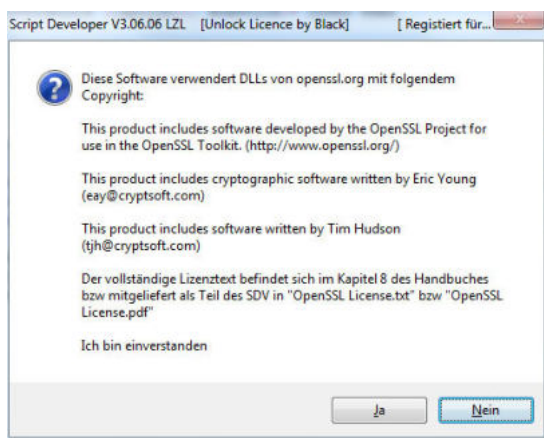 Script Developer V3.06.06 LZL [Unlock Licence by Black] [ Registiert für...
Diese Software verwendert DLLs von openssl.org mit folgendem
Copyright:
This product includes software developed by the OpenSSL Project for
use in the OpenSSL Toolkit. (http://www.openssl.org/)
This product includes cryptographic software written by Eric Young
(eay@cryptsoft.com)
This product includes software written by Tim Hudson
(tjh@cryptsoft.com)
Der vollständige Lizenztext befindet sich im Kapitel 8 des Handbuches
bzw mitgeliefert als Teil des SDV in "OpenSSL License.txt" bzw "OpenSSL
License.pdf"
Ich bin einverstanden
Ja Nein